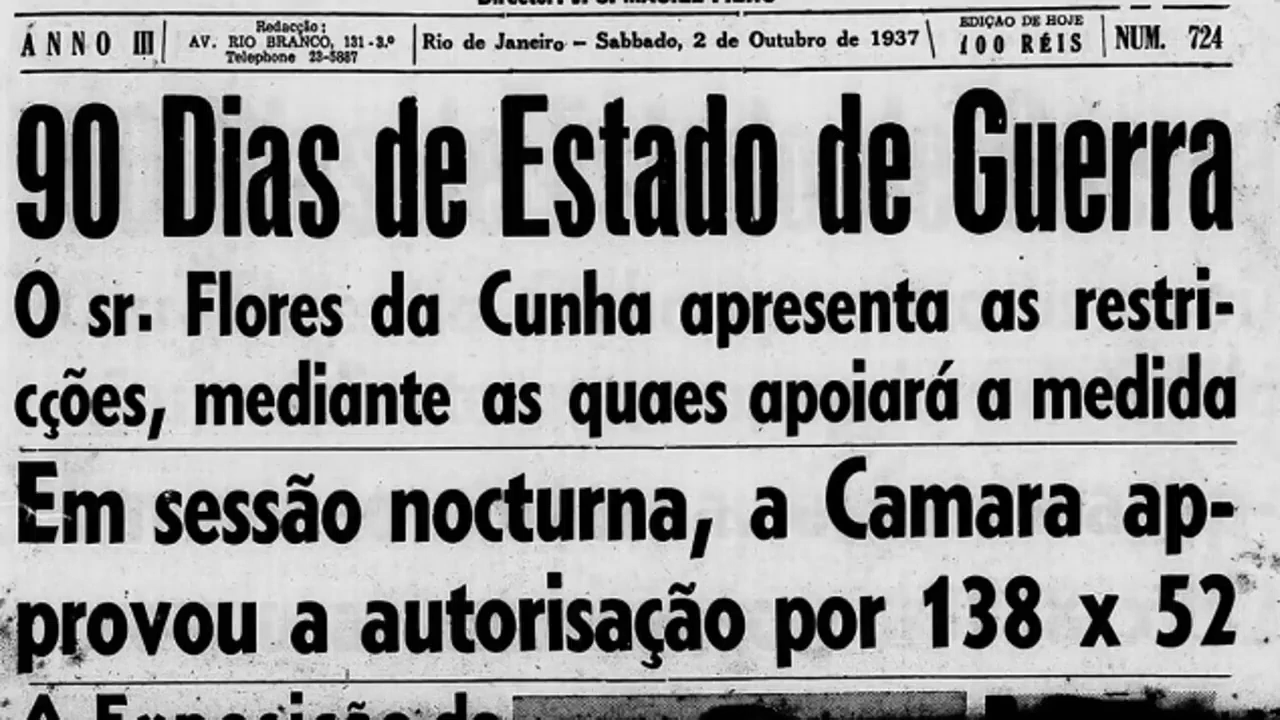 ANNO III
Redacção:
AV. RIO BRANCO, 131-3.º
Telephone 23-5887
Rio de Janeiro - Sabbado, 2 de Outubro de 1937
EDIÇÃO DE HOJE
100 RÉIS
NUM. 724
90 Dias de Estado de Guerra
O sr. Flores da Cunha apresenta as restri-
cções, mediante as quaes apoiará a medida
Em sessão nocturna, a Camara ap-
provou a autorisação por 138 x 52
A Exposição do